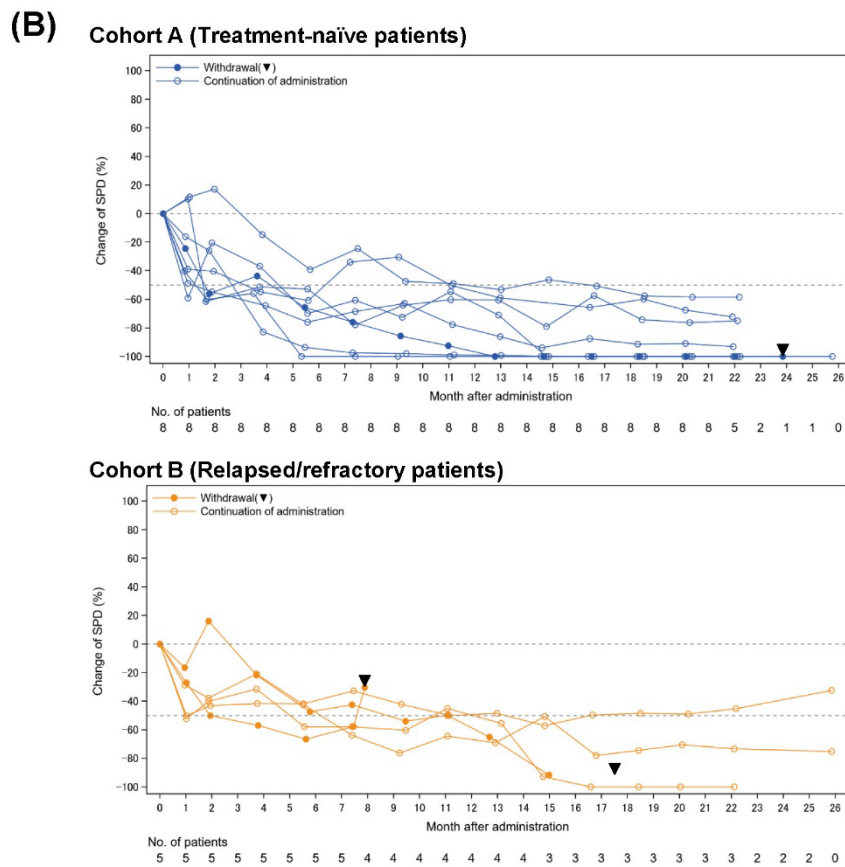 (B)
Cohort A (Treatment-naïve patients)
Withdrawal(▼)
Continuation of administration
100
80
60
40
20
0
−20
−40
−60
−80
−100
Change of SPD (%)
0 1 2 3 4 5 6 7 8 9 10 11 12 13 14 15 16 17 18 19 20 21 22 23 24 25 26
Month after administration
No. of patients
8 8 8 8 8 8 8 8 8 8 8 8 8 8 8 8 8 8 8 8 8 8 5 2 1 1 0
Cohort B (Relapsed/refractory patients)
Withdrawal(▼)
Continuation of administration
100
80
60
40
20
0
−20
−40
−60
−80
−100
Change of SPD (%)
0 1 2 3 4 5 6 7 8 9 10 11 12 13 14 15 16 17 18 19 20 21 22 23 24 25 26
Month after administration
No. of patients
5 5 5 5 5 5 5 5 4 4 4 4 4 4 4 3 3 3 3 3 3 3 3 2 2 2 0